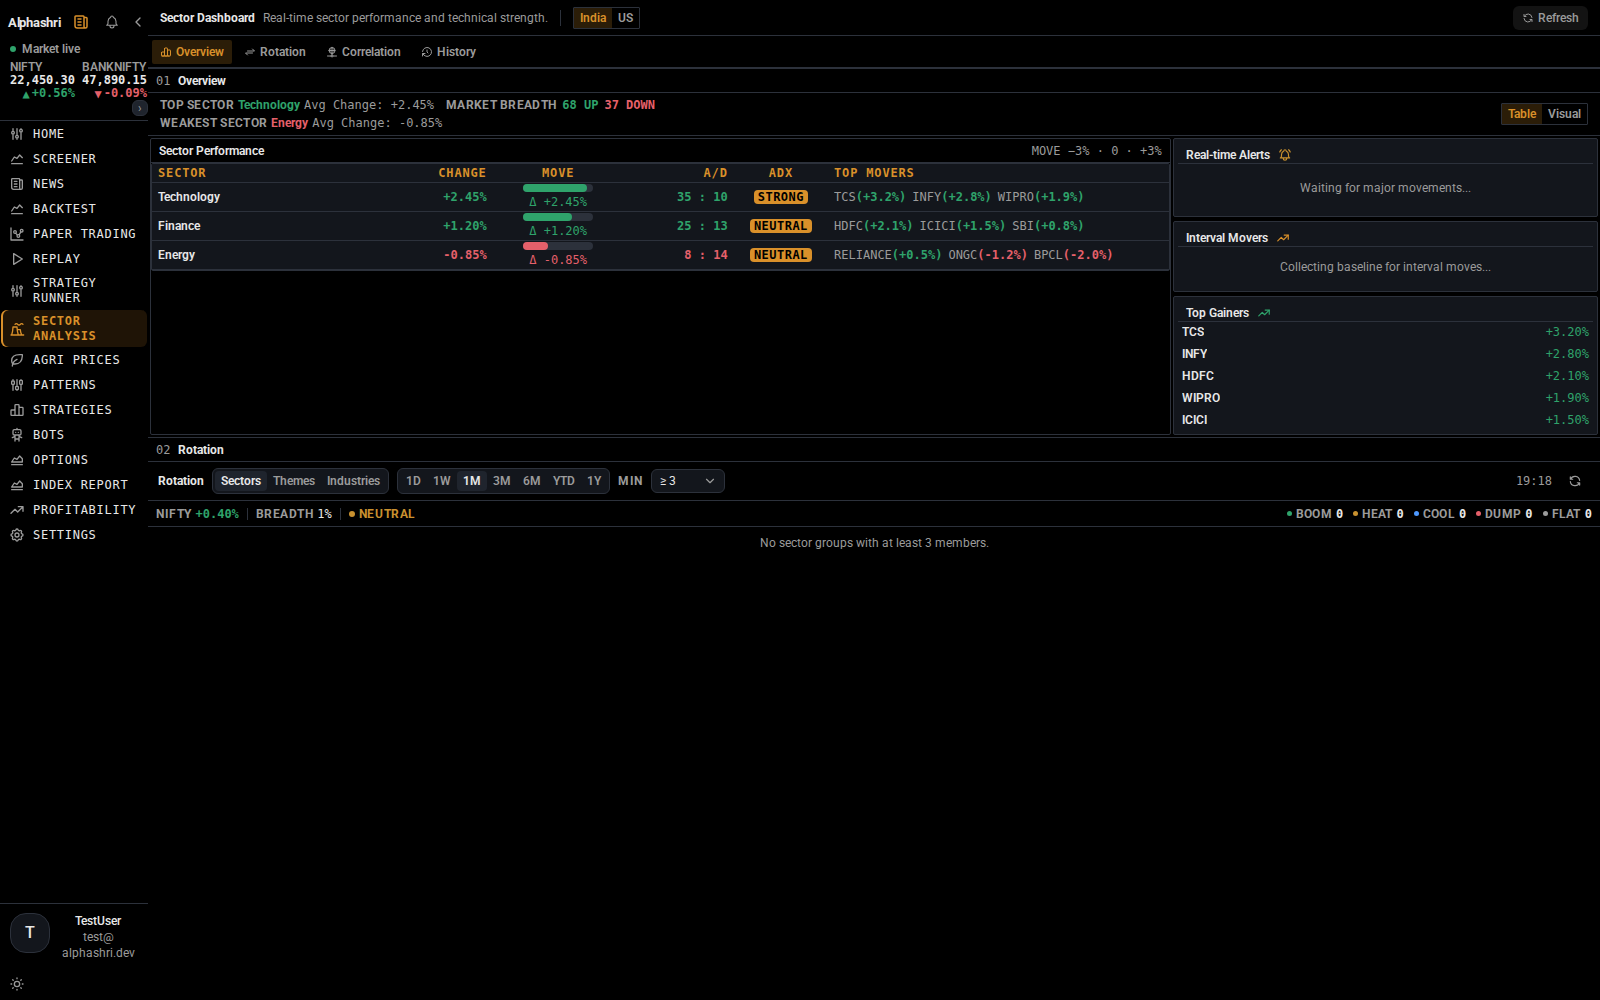 Alphashri
Market live
NIFTY BANKNIFTY
22,450.30 47,890.15
▲+0.56% ▼-0.09%
HOME
SCREENER
NEWS
BACKTEST
PAPER TRADING
REPLAY
STRATEGY
RUNNER
SECTOR
ANALYSIS
AGRI PRICES
PATTERNS
STRATEGIES
BOTS
OPTIONS
INDEX REPORT
PROFITABILITY
SETTINGS
T
TestUser
test@
alphashri.dev
Sector Dashboard Real-time sector performance and technical strength. India US Refresh
Overview Rotation Correlation History
01 Overview
TOP SECTOR Technology Avg Change: +2.45% MARKET BREADTH 68 UP 37 DOWN
WEAKEST SECTOR Energy Avg Change: -0.85%
Table Visual
Sector Performance MOVE −3% · 0 · +3%
SECTOR CHANGE MOVE A/D ADX TOP MOVERS
Technology +2.45% Δ +2.45% 35 : 10 STRONG TCS(+3.2%) INFY(+2.8%) WIPRO(+1.9%)
Finance +1.20% Δ +1.20% 25 : 13 NEUTRAL HDFC(+2.1%) ICICI(+1.5%) SBI(+0.8%)
Energy -0.85% Δ -0.85% 8 : 14 NEUTRAL RELIANCE(+0.5%) ONGC(-1.2%) BPCL(-2.0%)
Real-time Alerts
Waiting for major movements...
Interval Movers
Collecting baseline for interval moves...
Top Gainers
TCS +3.20%
INFY +2.80%
HDFC +2.10%
WIPRO +1.90%
ICICI +1.50%
02 Rotation
Rotation Sectors Themes Industries 1D 1W 1M 3M 6M YTD 1Y MIN ≥ 3 19:18
NIFTY +0.40% BREADTH 1% NEUTRAL BOOM 0 HEAT 0 COOL 0 DUMP 0 FLAT 0
No sector groups with at least 3 members.